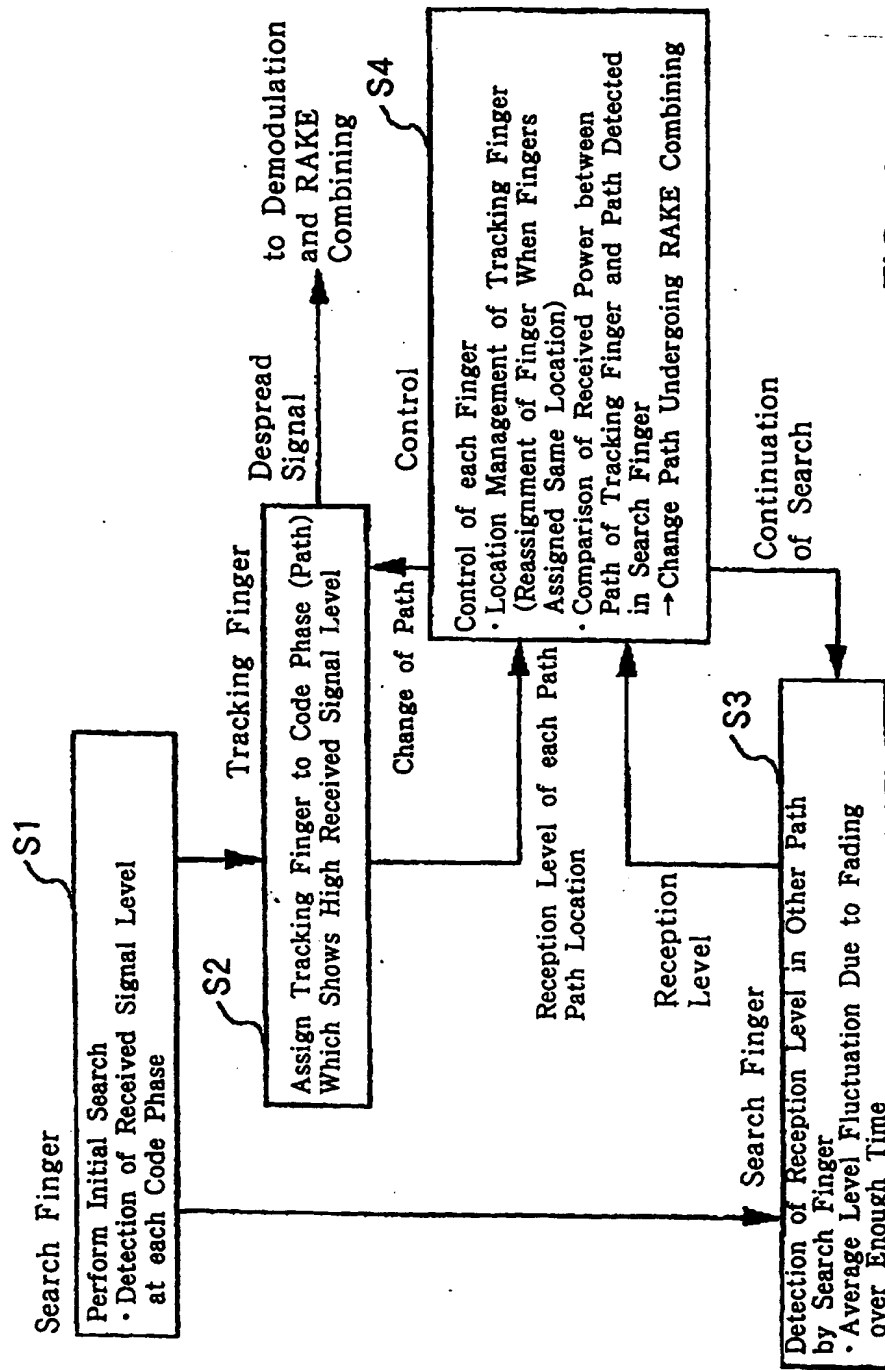 Search Finger
S1
Perform Initial Search
・Detection of Received Signal Level
at each Code Phase
Tracking Finger
S2
Assign Tracking Finger to Code Phase (Path)
Which Shows High Received Signal Level
Despread
Signal
to Demodulation
and RAKE
Combining
Change of Path
Control
S4
Control of each Finger
・Location Management of Tracking Finger
(Reassignment of Finger When Fingers
Assigned Same Location)
・Comparison of Received Power between
Path of Tracking Finger and Path Detected
in Search Finger
→Change Path Undergoing RAKE Combining
Reception Level of each Path
Path Location
Reception
Level
Continuation
of Search
Search Finger
S3
Detection of Reception Level in Other Path
by Search Finger
・Average Level Fluctuation Due to Fading
over Enough Time